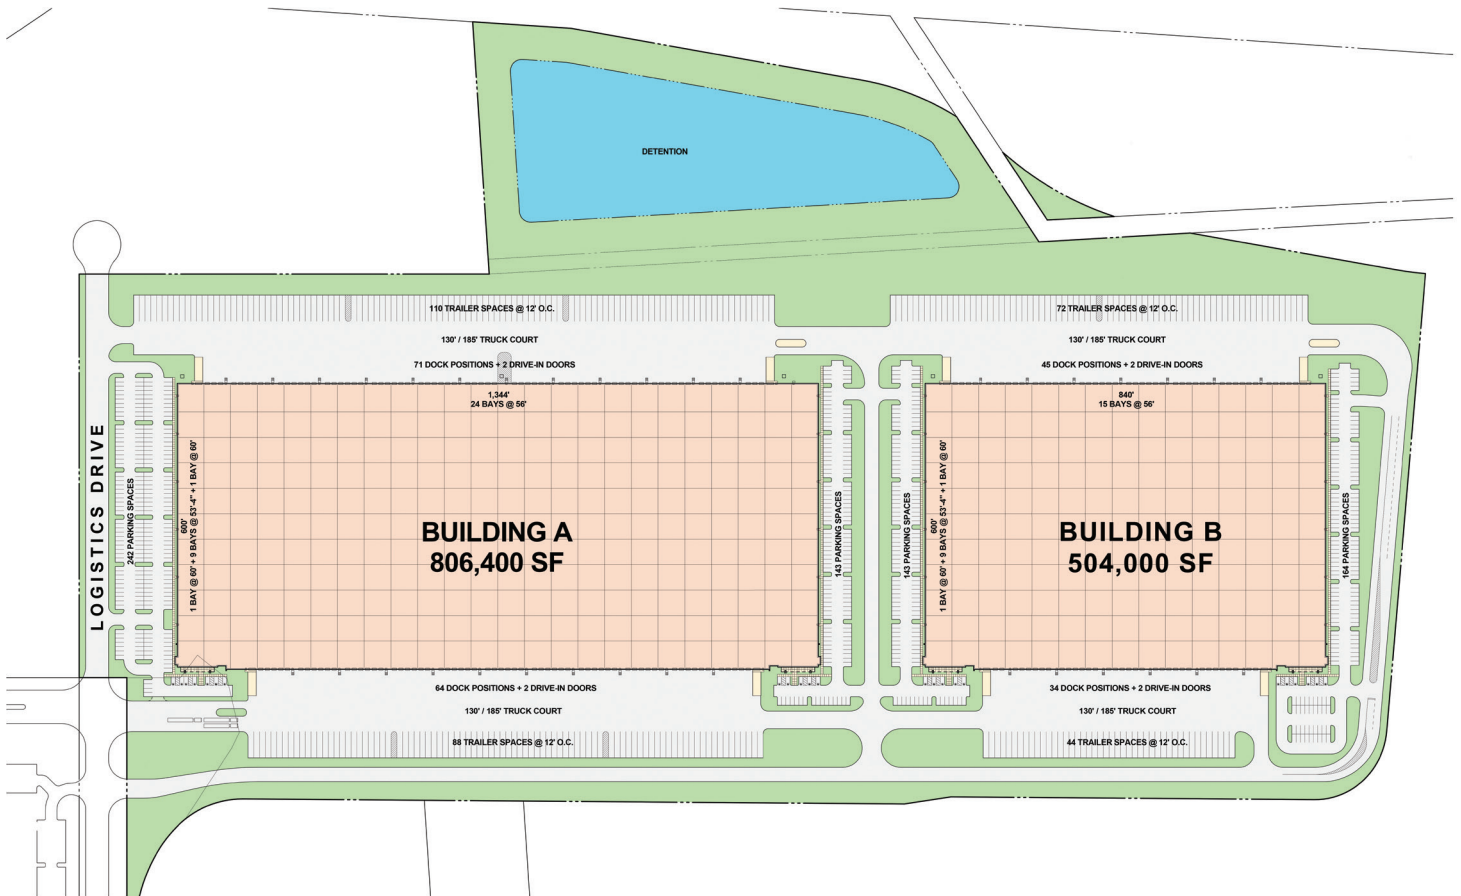 DETENTION
110 TRAILER SPACES @ 12' O.C.
72 TRAILER SPACES @ 12' O.C.
130' / 185' TRUCK COURT
130' / 185' TRUCK COURT
71 DOCK POSITIONS + 2 DRIVE-IN DOORS
45 DOCK POSITIONS + 2 DRIVE-IN DOORS
1,344'
24 BAYS @ 56'
840'
15 BAYS @ 56'
LOGISTICS DRIVE
242 PARKING SPACES
600'
1 BAY @ 60' + 9 BAYS @ 53'-4" + 1 BAY @ 60'
BUILDING A
806,400 SF
143 PARKING SPACES
143 PARKING SPACES
600'
1 BAY @ 60' + 9 BAYS @ 53'-4" + 1 BAY @ 60'
BUILDING B
504,000 SF
164 PARKING SPACES
64 DOCK POSITIONS + 2 DRIVE-IN DOORS
34 DOCK POSITIONS + 2 DRIVE-IN DOORS
130' / 185' TRUCK COURT
130' / 185' TRUCK COURT
88 TRAILER SPACES @ 12' O.C.
44 TRAILER SPACES @ 12' O.C.